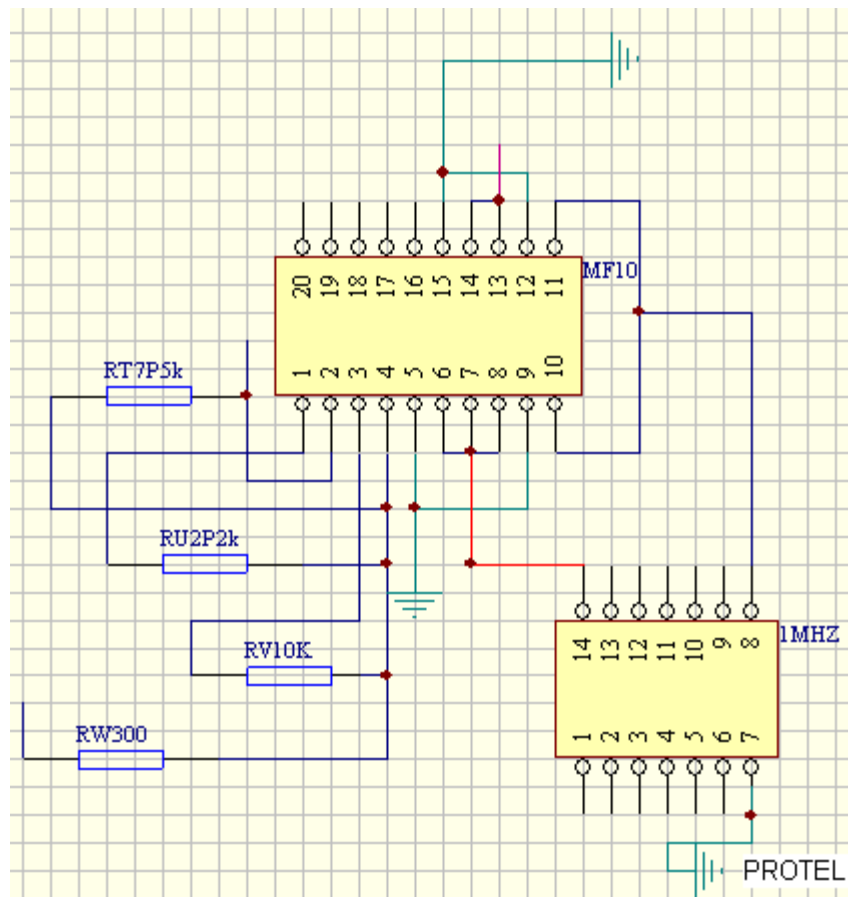 MF10
20 19 18 17 16 15 14 13 12 11
1 2 3 4 5 6 7 8 9 10
RT7P5k
RU2P2k
RV10K
RW300
1MHZ
14 13 12 11 10 9 8
1 2 3 4 5 6 7
PROTEL